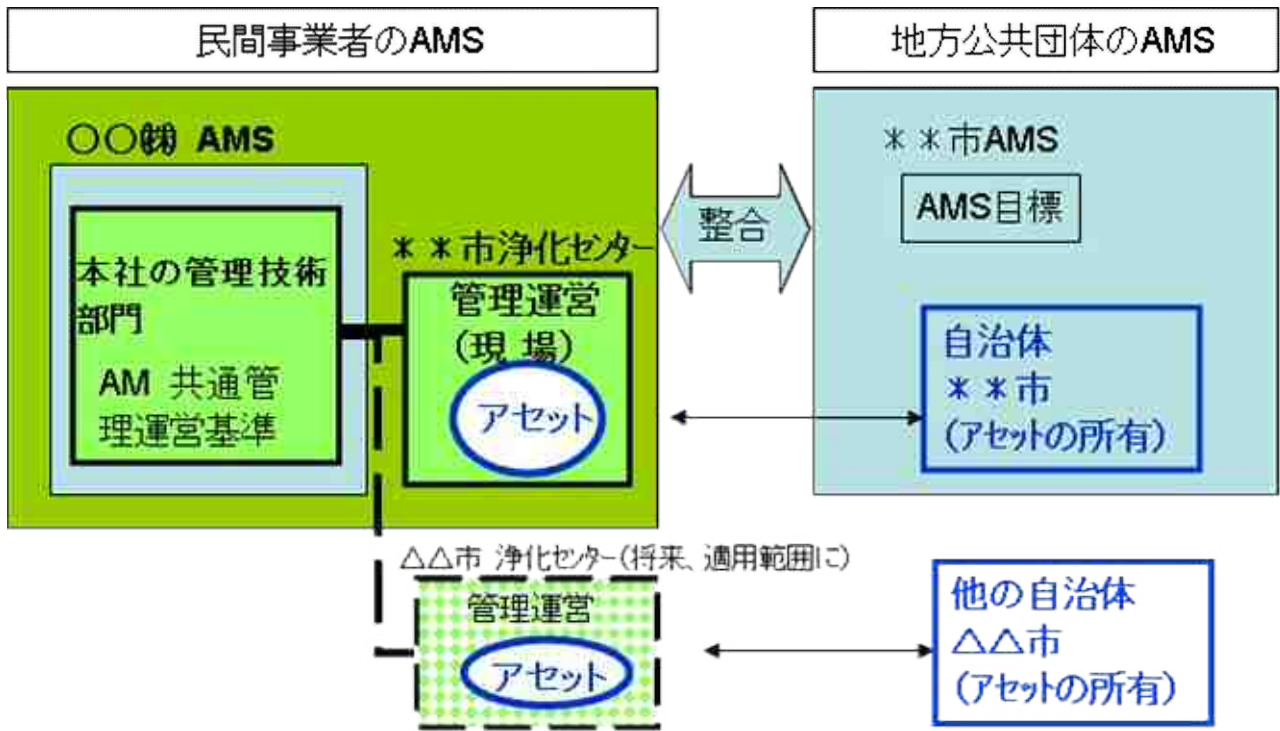 民間事業者のAMS
地方公共団体のAMS
〇〇㈱ AMS
本社の管理技術
部門
AM 共通管
理運営基準
＊＊市浄化センター
管理運営
(現 場)
アセット
整合
＊＊市AMS
AMS目標
自治体
＊＊市
(アセットの所有)
△△市 浄化センター(将来、適用範囲に)
管理運営
アセット
他の自治体
△△市
(アセットの所有)